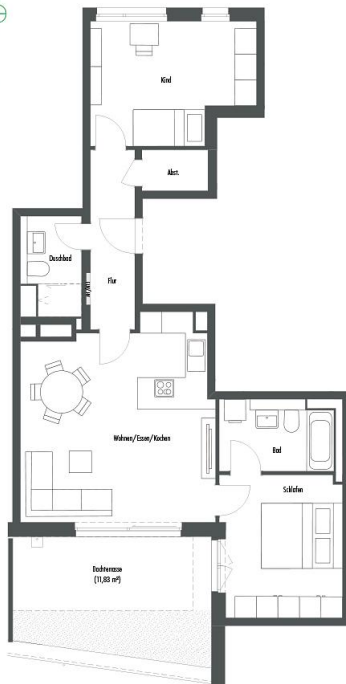 Kind
Abst.
Duschbad
Flur
Wohnen/Essen/Kochen
Bad
Schlafen
Dachterrasse
(11,83 m²)